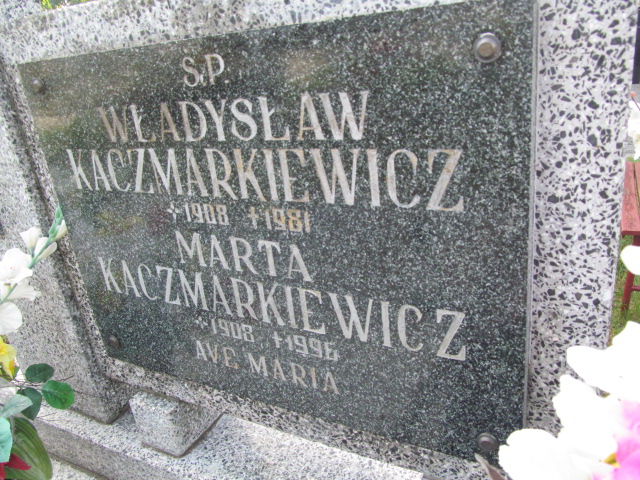 S.P.
WŁADYSŁAW
KACZMARKIEWICZ
*1908 †1981
MARTA
KACZMARKIEWICZ
*1908 †1996
AVE MARIA